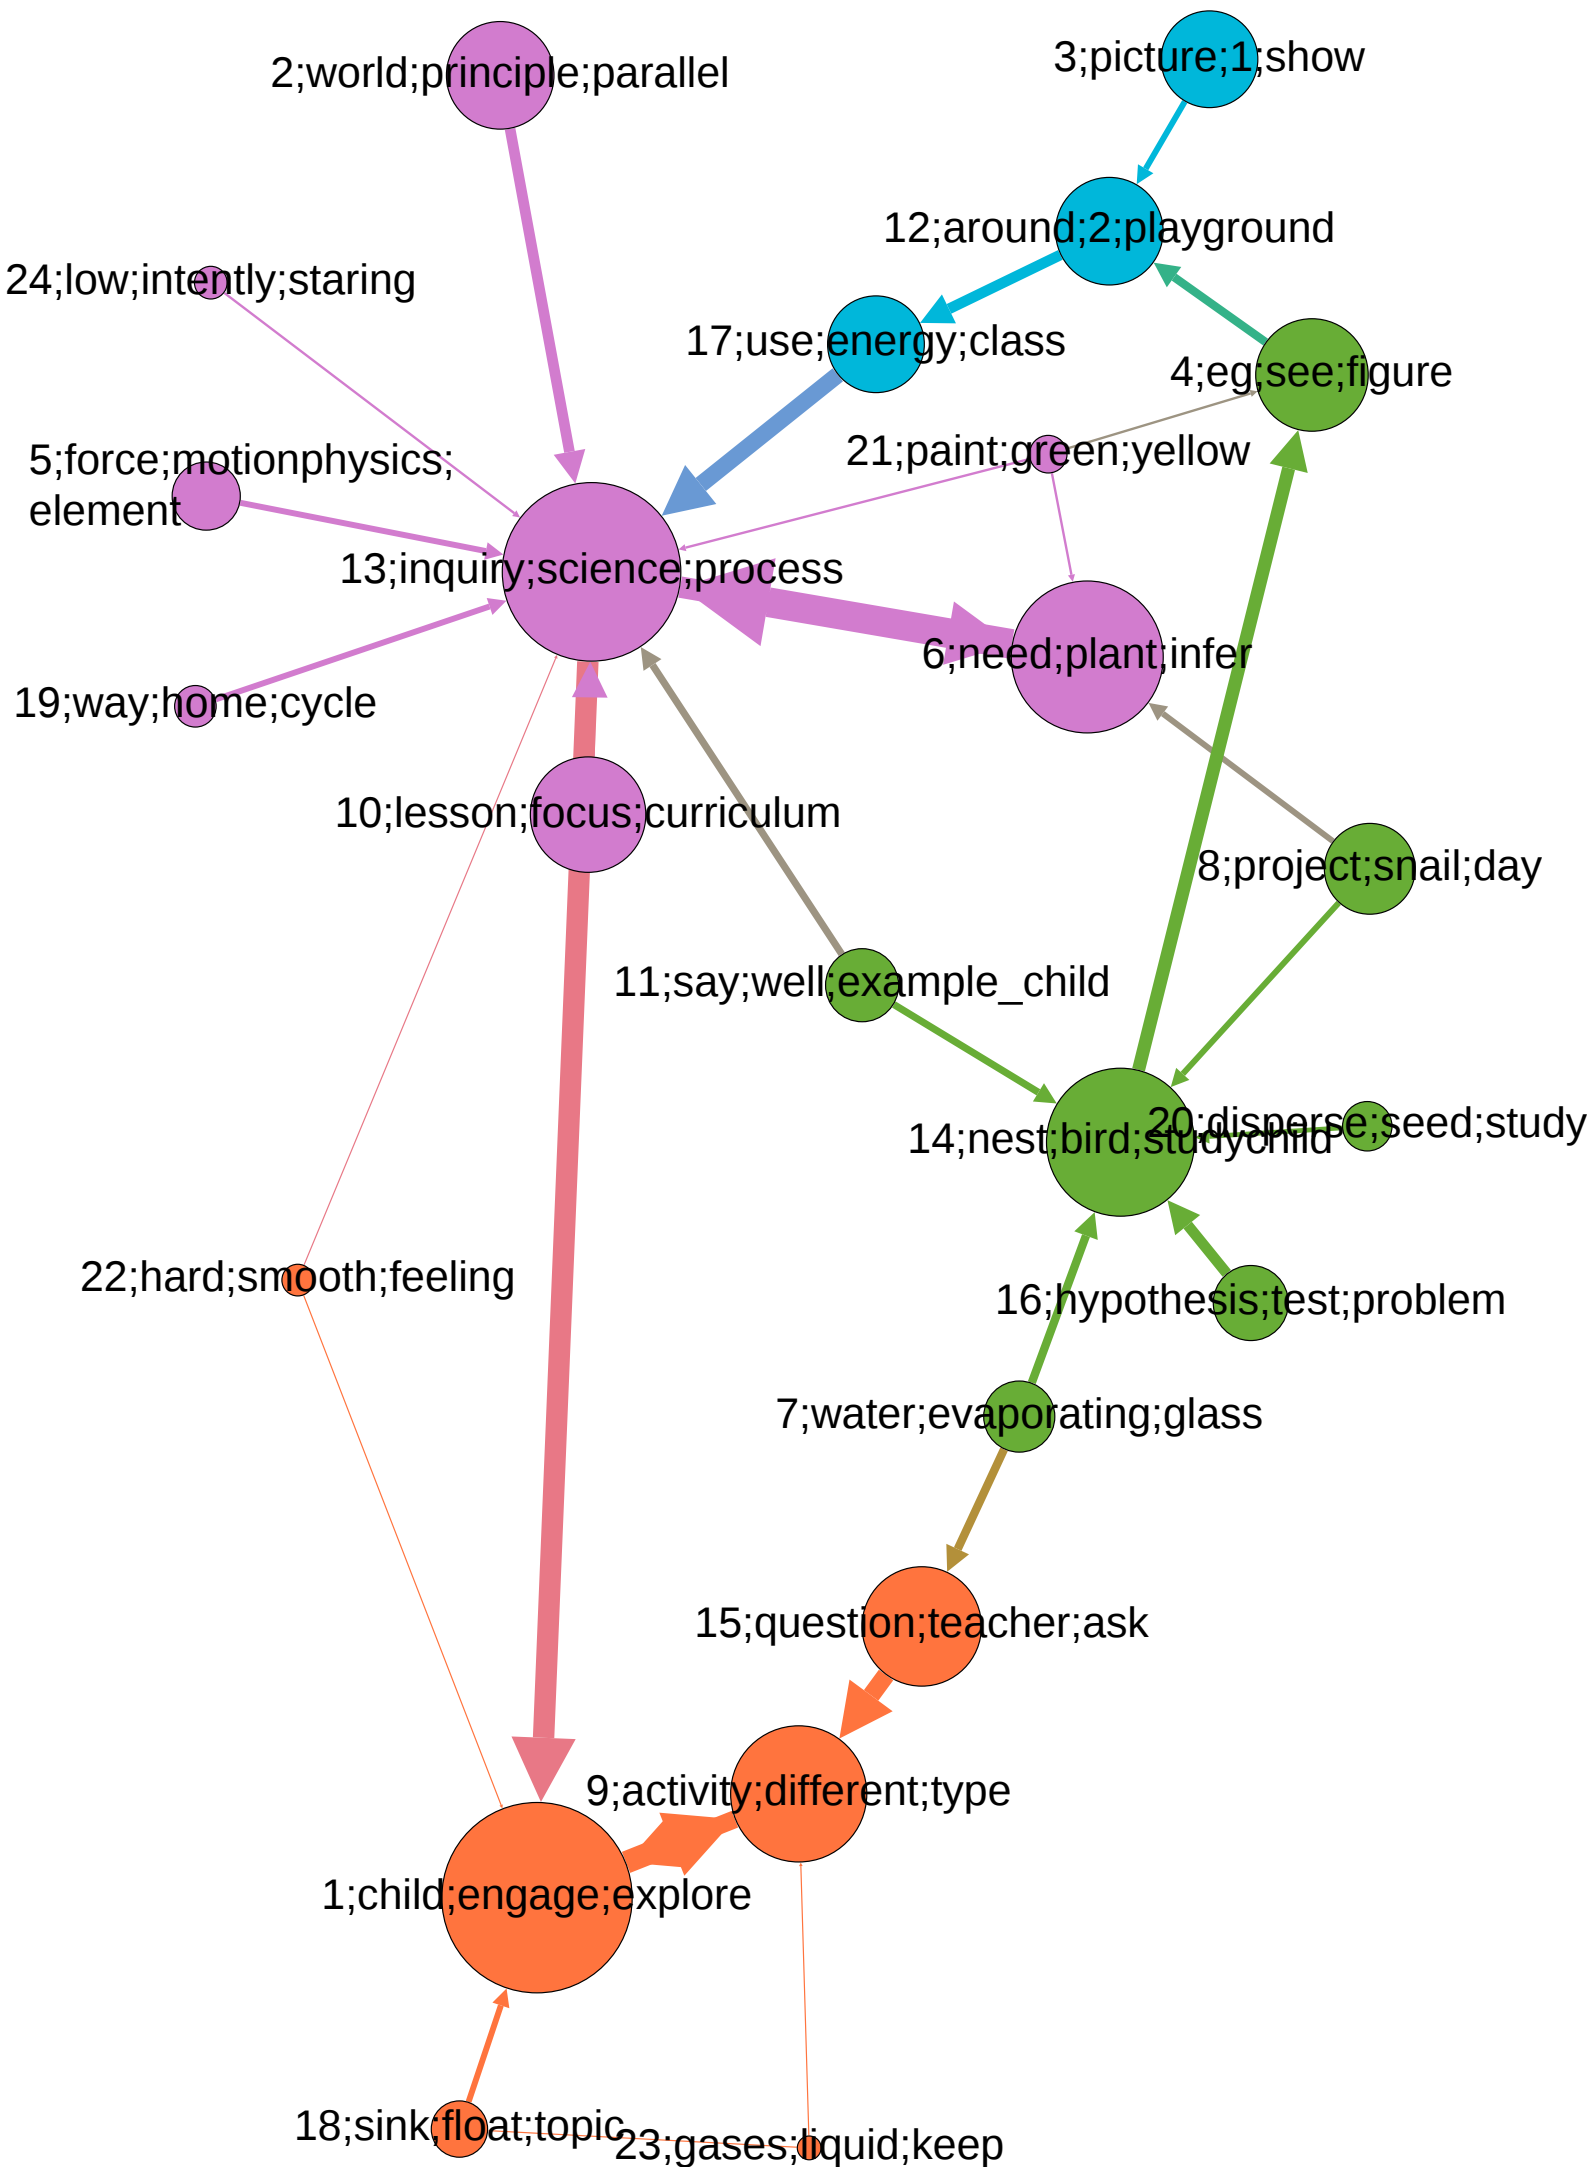 2;world;principle;parallel
3;picture;1;show
12;around;2;playground
24;low;intently;staring
17;use;energy;class
4;eg;see;figure
5;force;motionphysics;
element
21;paint;green;yellow
13;inquiry;science;process
6;need;plant;infer
19;way;home;cycle
10;lesson;focus;curriculum
8;project;snail;day
11;say;well;example_child
20;disperse;seed;study
14;nest;bird;studychild
22;hard;smooth;feeling
16;hypothesis;test;problem
7;water;evaporating;glass
15;question;teacher;ask
9;activity;different;type
1;child;engage;explore
18;sink;float;topic
23;gases;liquid;keep